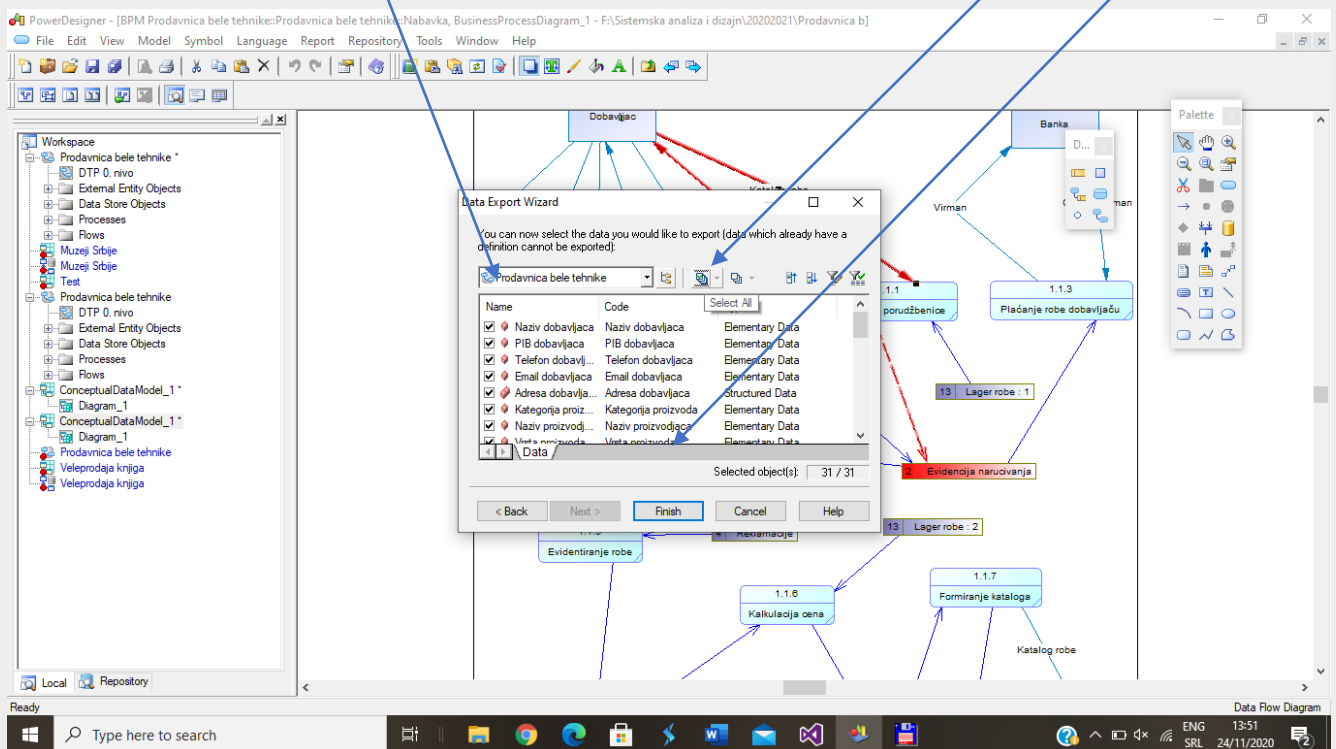 PowerDesigner - [BPM Prodavnica bele tehnike::Prodavnica bele tehnike::Nabavka, BusinessProcessDiagram_1 - F:\Sistemska analiza i dizajn\20202021\Prodavnica b]
File Edit View Model Symbol Language Report Repository Tools Window Help
Workspace
Prodavnica bele tehnike *
DTP 0. nivo
External Entity Objects
Data Store Objects
Processes
Flows
Muzeji Srbije
Muzeji Srbije
Test
Prodavnica bele tehnike
DTP 0. nivo
External Entity Objects
Data Store Objects
Processes
Flows
ConceptualDataModel_1 *
Diagram_1
ConceptualDataModel_1 *
Diagram_1
Prodavnica bele tehnike
Veleprodaja knjiga
Veleprodaja knjiga
Local Repository
Dobavljac
Banka
Virman
man
1.1.3
Plaćanje robe dobavljaču
.1.1
porudžbenice
13 Lager robe : 1
2 Evidencija narucivanja
13 Lager robe : 2
4 Reklamacije
Evidentiranje robe
1.1.6
Kalkulacija cena
1.1.7
Formiranje kataloga
Katalog robe
Palette
D...
Data Export Wizard
You can now select the data you would like to export (data which already have a
definition cannot be exported):
Prodavnica bele tehnike
Select All
Name Code
Naziv dobavljaca Naziv dobavljaca Elementary Data
PIB dobavljaca PIB dobavljaca Elementary Data
Telefon dobavlj... Telefon dobavljaca Elementary Data
Email dobavljaca Email dobavljaca Elementary Data
Adresa dobavlja... Adresa dobavljaca Structured Data
Kategorija proiz... Kategorija proizvoda Elementary Data
Naziv proizvodj... Naziv proizvodjaca Elementary Data
Vrsta proizvoda Vrsta proizvoda Elementary Data
Data
Selected object(s): 31 / 31
< Back Next > Finish Cancel Help
Ready Data Flow Diagram
Type here to search
ENG 13:51
SRL 24/11/2020
2